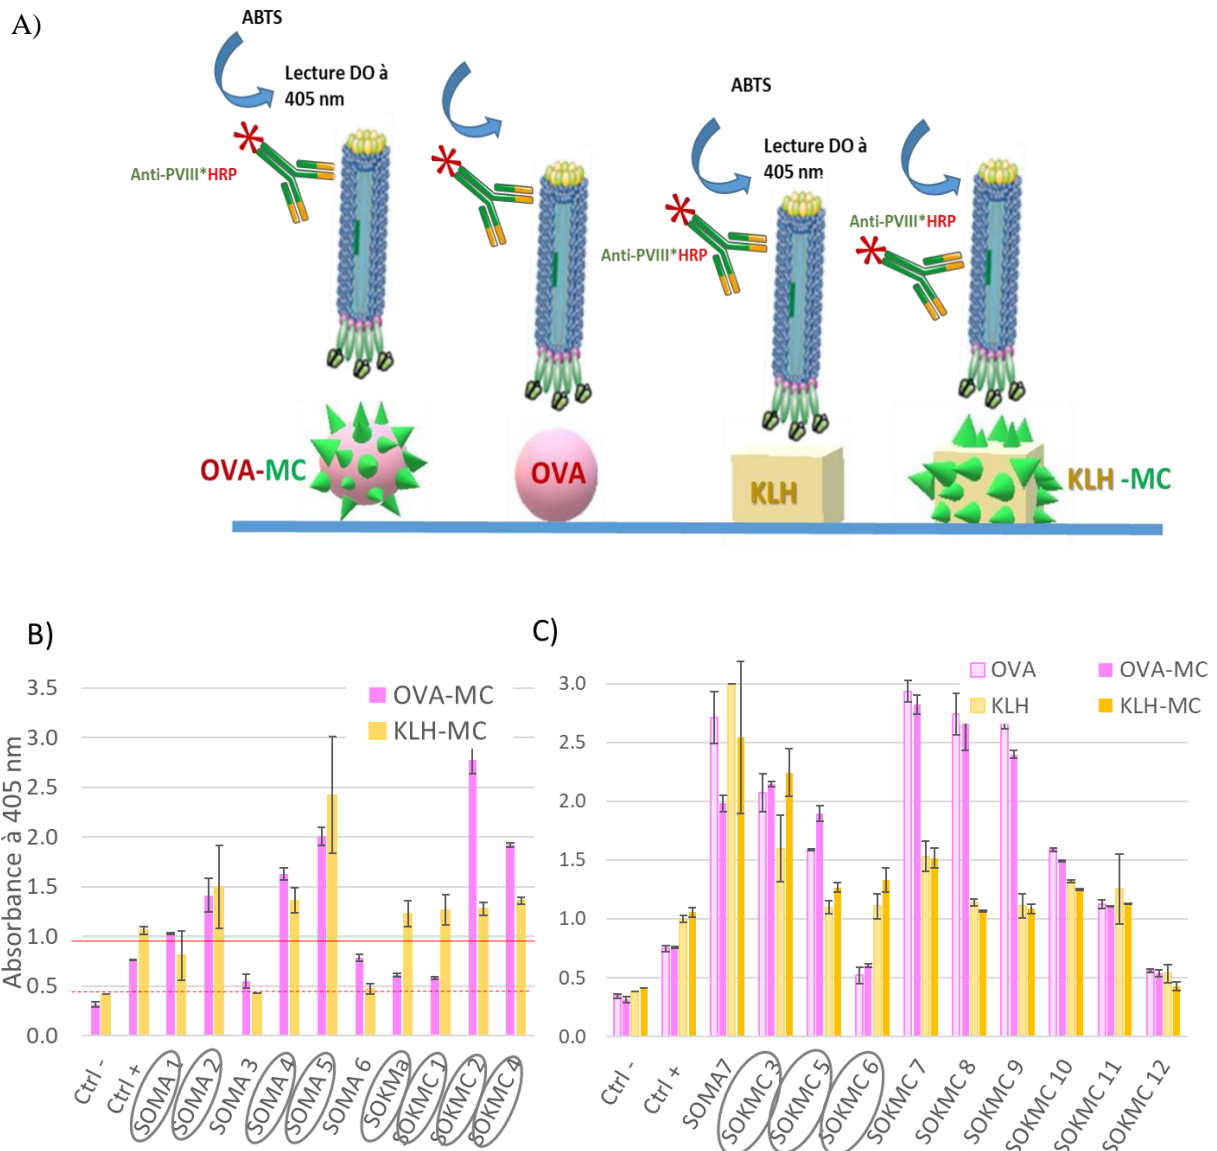 A)
ABTS
Lecture DO à
405 nm
Anti-PVIII*HRP
ABTS
Lecture DO à
405 nm
Anti-PVIII*HRP
Anti-PVIII*HRP
OVA-MC
OVA
KLH
KLH -MC
B)
Absorbance à 405 nm
3.5
3.0
2.5
2.0
1.5
1.0
0.5
0.0
OVA-MC
KLH-MC
Ctrl -
Ctrl +
SOMA 1
SOMA 2
SOMA 3
SOMA 4
SOMA 5
SOMA 6
SOKMa
SOKMC 1
SOKMC 2
SOKMC 4
C)
3.0
2.5
2.0
1.5
1.0
0.5
0.0
OVA
OVA-MC
KLH
KLH-MC
Ctrl -
Ctrl +
SOMA7
SOKMC 3
SOKMC 5
SOKMC 6
SOKMC 7
SOKMC 8
SOKMC 9
SOKMC 10
SOKMC 11
SOKMC 12